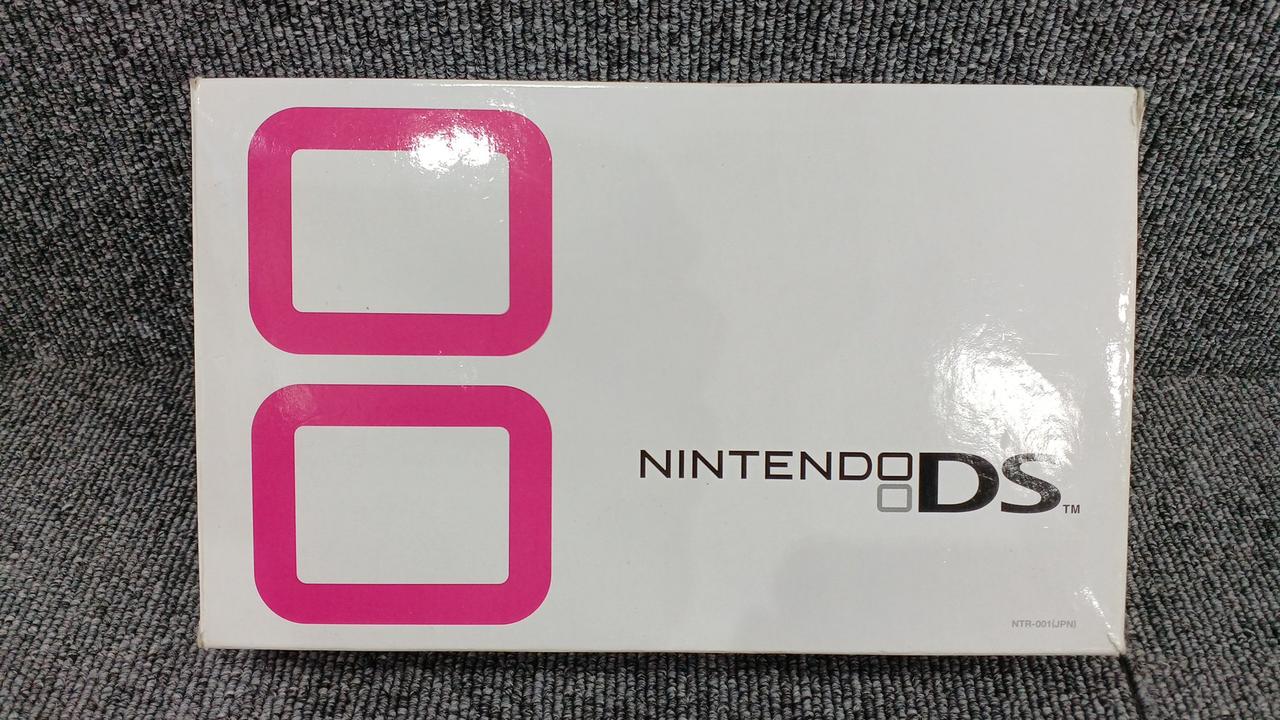 NINTENDO DS™
NTR-001(JPN)